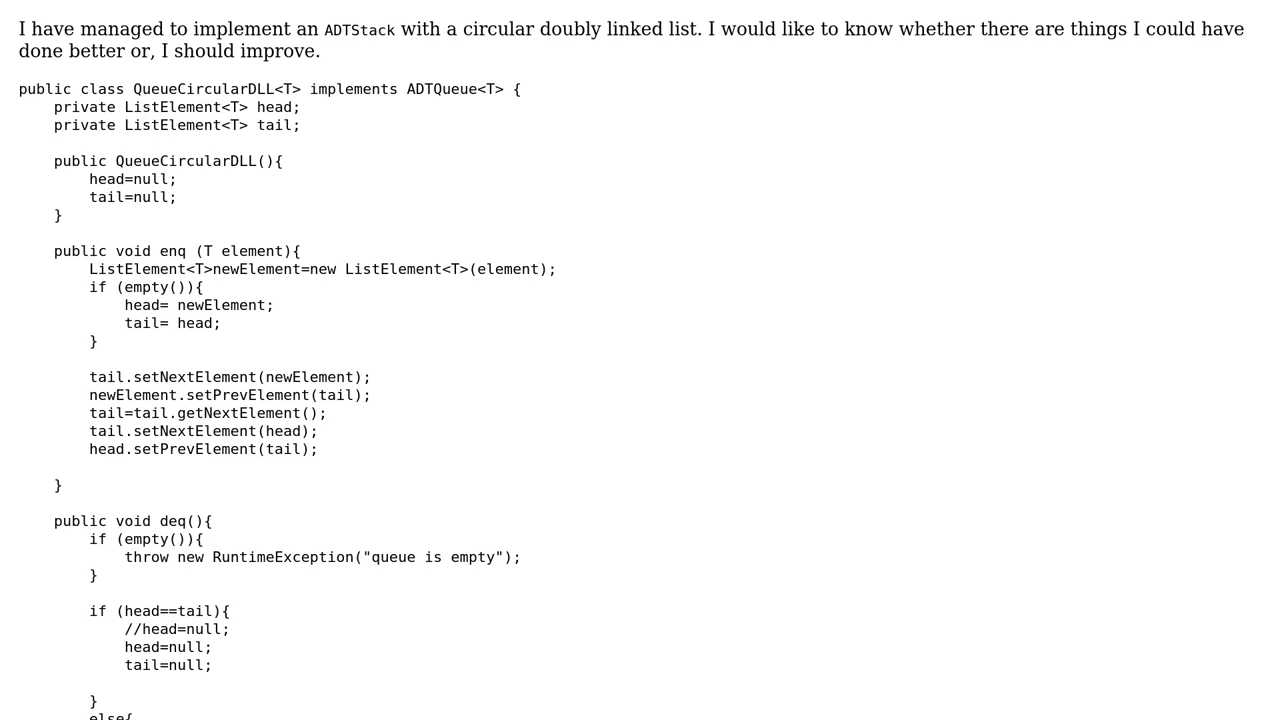 I have managed to implement an ADTStack with a circular doubly linked list. I would like to know whether there are things I could have
done better or, I should improve.
public class QueueCircularDLL<T> implements ADTQueue<T> {
    private ListElement<T> head;
    private ListElement<T> tail;
    public QueueCircularDLL(){
        head=null;
        tail=null;
    }
    public void enq (T element){
        ListElement<T>newElement=new ListElement<T>(element);
        if (empty()){
            head= newElement;
            tail= head;
        }
        tail.setNextElement(newElement);
        newElement.setPrevElement(tail);
        tail=tail.getNextElement();
        tail.setNextElement(head);
        head.setPrevElement(tail);
    }
    public void deq(){
        if (empty()){
            throw new RuntimeException("queue is empty");
        }
        if (head==tail){
            //head=null;
            head=null;
            tail=null;
        }
        else{